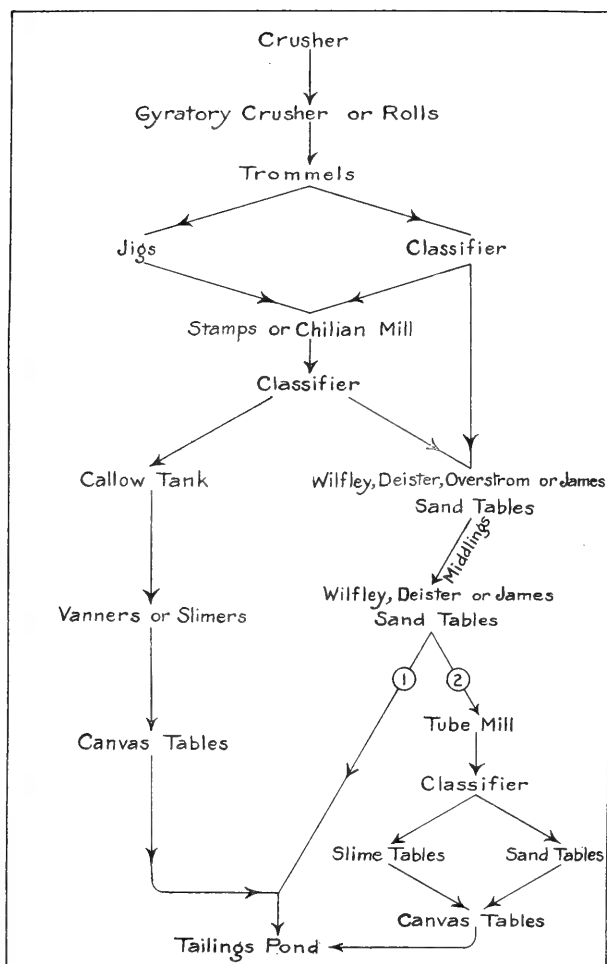 Crusher
Gyratory Crusher or Rolls
Trommels
Jigs
Classifier
Stamps or Chilian Mill
Classifier
Callow Tank
Wilfley, Deister, Overstrom or James
Sand Tables
Middlings
Wilfley, Deister or James
Sand Tables
Vanners or Slimers
1
2
Tube Mill
Canvas Tables
Classifier
Slime Tables
Sand Tables
Canvas Tables
Tailings Pond